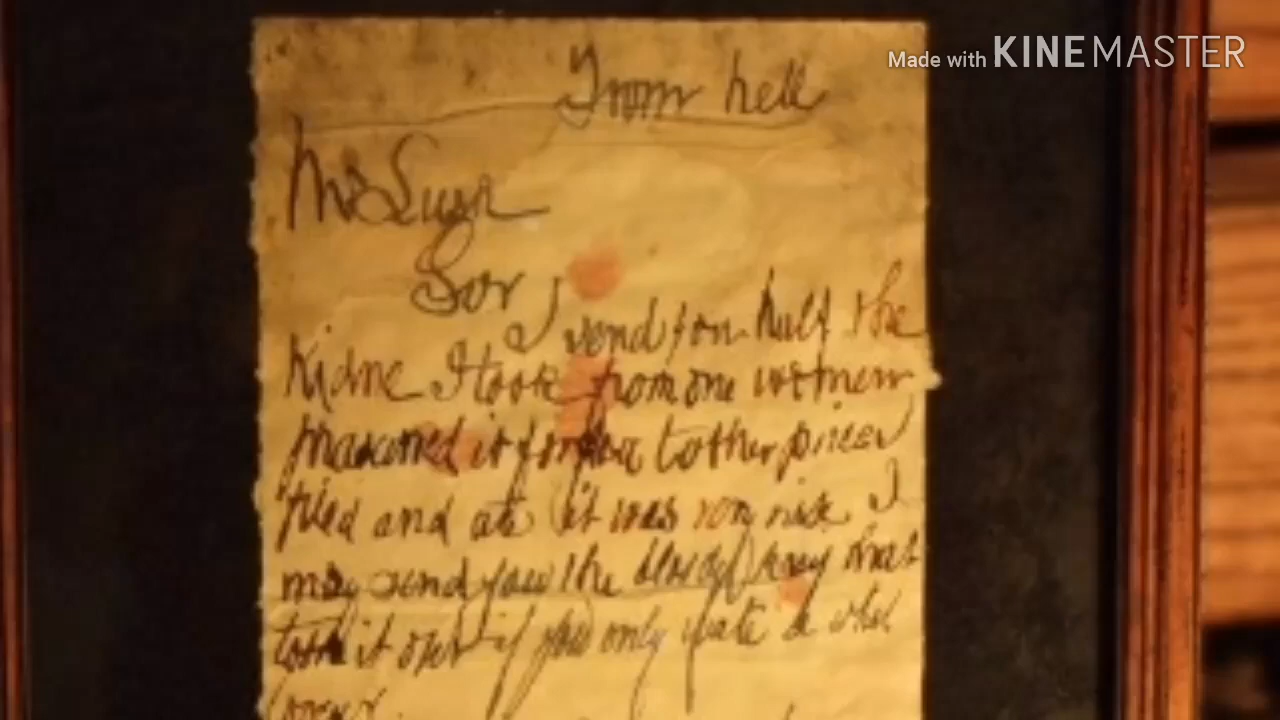 Made with KINEMASTER
From hell
Mr Lusk
Sor
I send you half the
Kidne I took from one women
prasarved it for you tother piece I
fried and ate it was very nise I
may send you the bloody knif that
took it out if you only wate a whil
longer